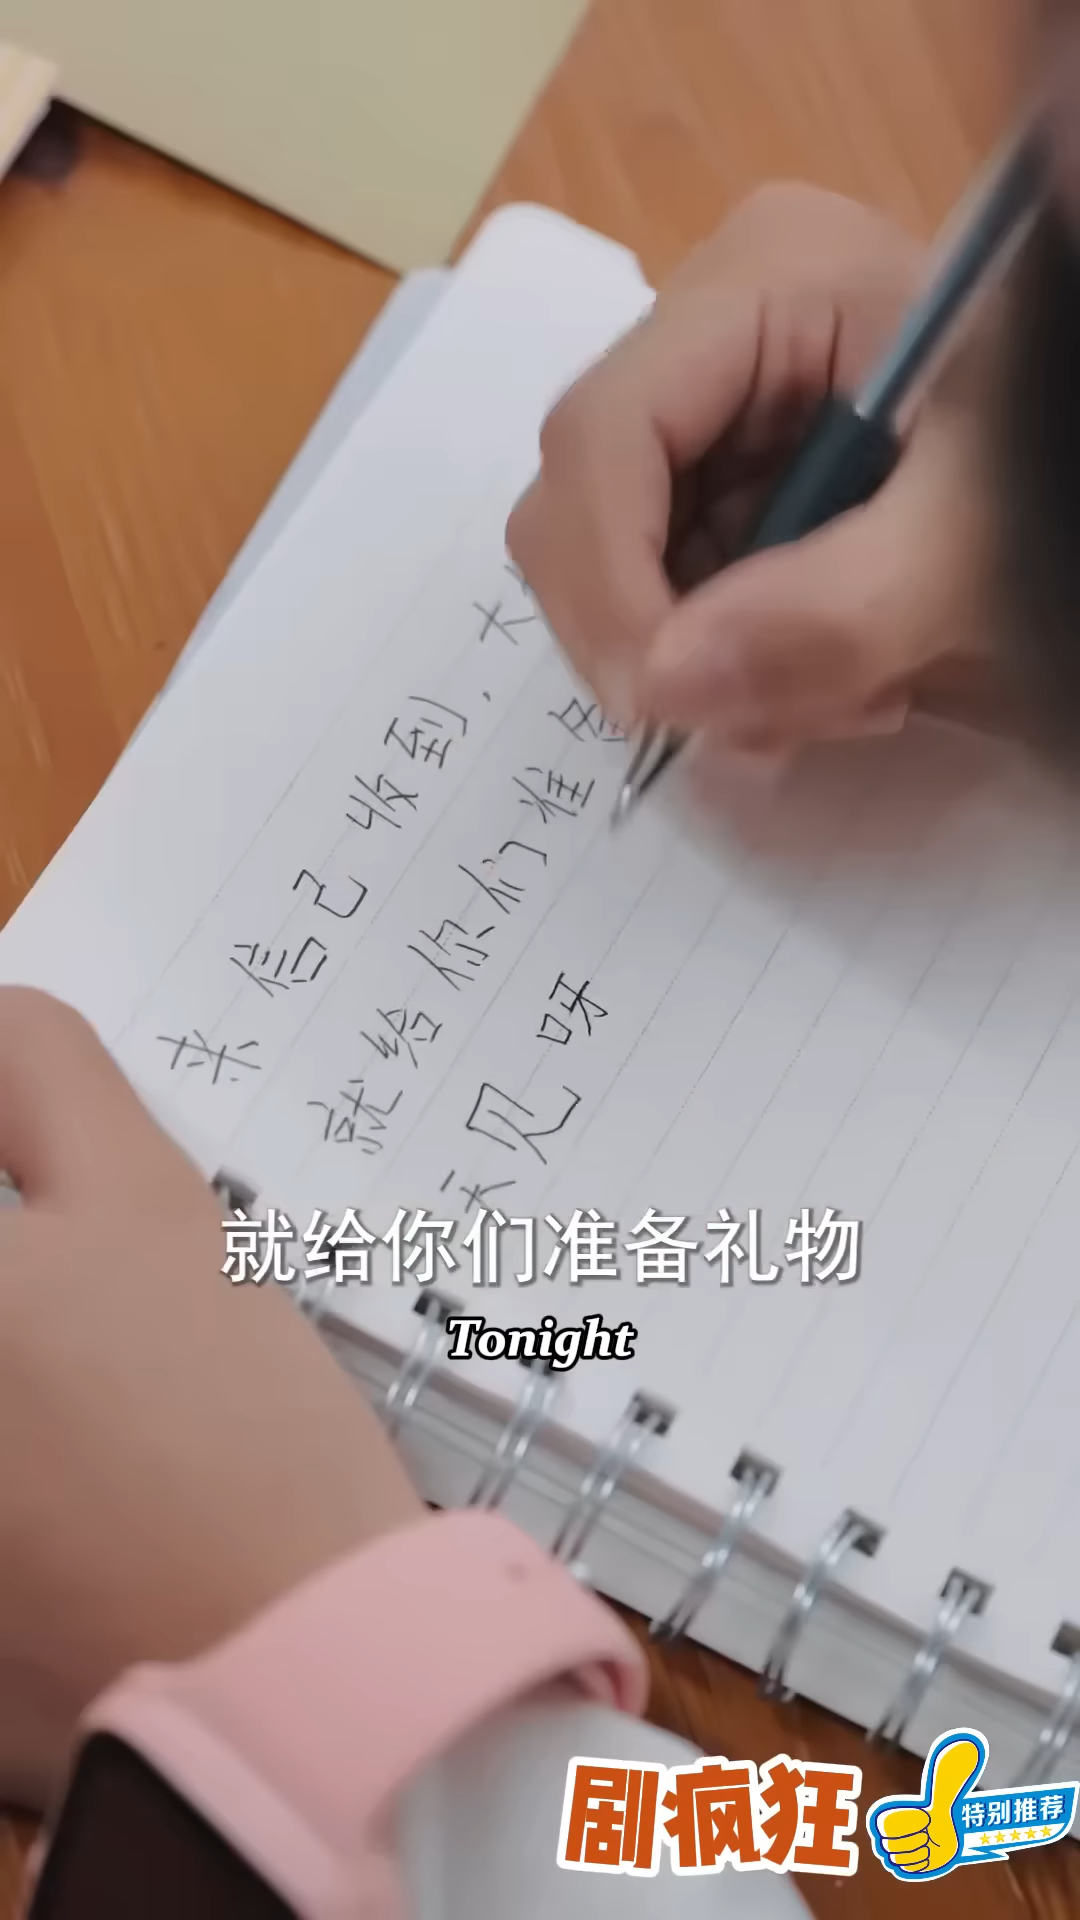 来信已收到，大
就给你们准备
天见呀
就给你们准备礼物
Tonight
剧疯狂
特别推荐